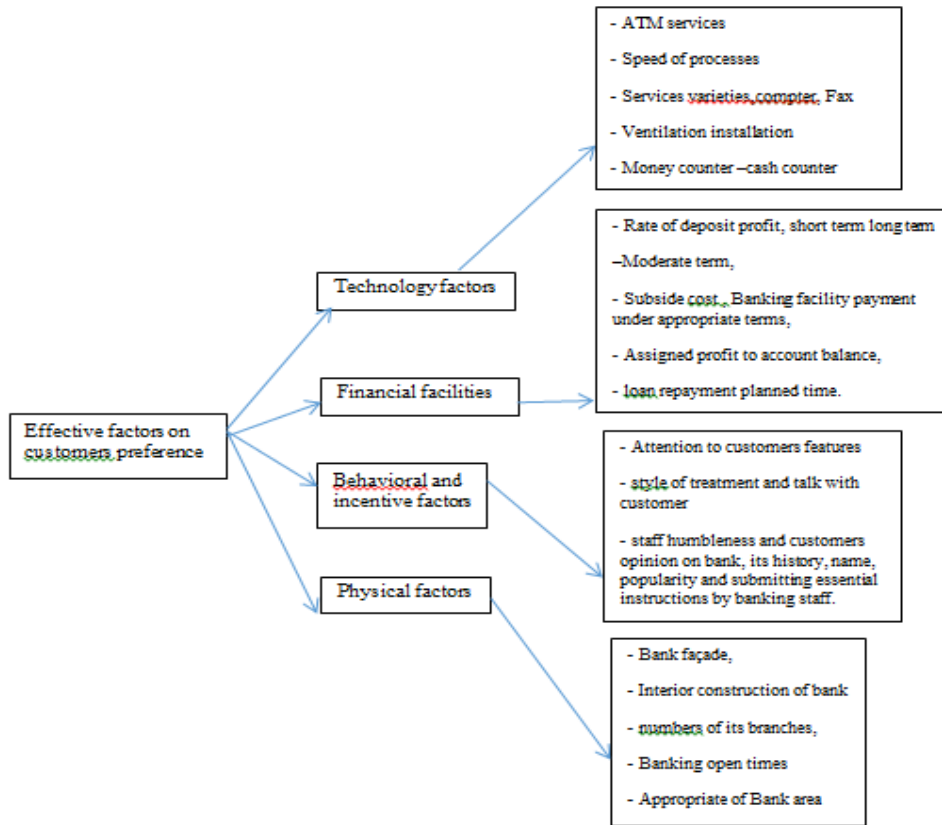 Effective factors on
customers preference
Technology factors
- ATM services
- Speed of processes
- Services varieties,compter, Fax
- Ventilation installation
- Money counter –cash counter
Financial facilities
- Rate of deposit profit, short term long term
–Moderate term,
- Subside cost , Banking facility payment
under appropriate terms,
- Assigned profit to account balance,
- loan repayment planned time.
Behavioral and
incentive factors
- Attention to customers features
- style of treatment and talk with
customer
- staff humbleness and customers
opinion on bank, its history, name,
popularity and submitting essential
instructions by banking staff.
Physical factors
- Bank façade,
- Interior construction of bank
- numbers of its branches,
- Banking open times
- Appropriate of Bank area